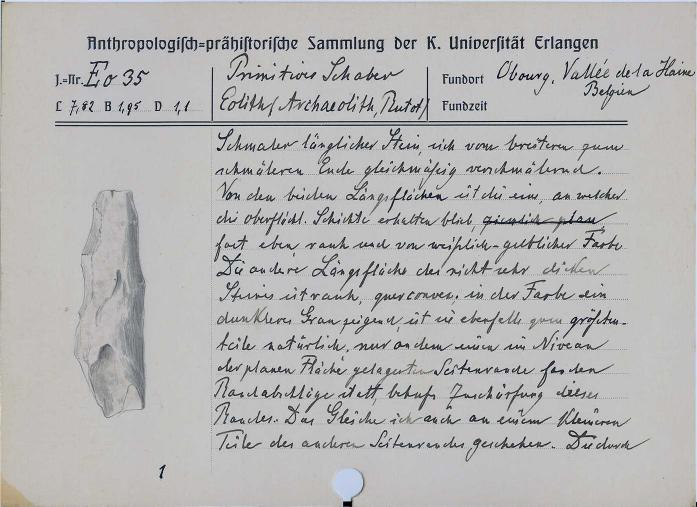 Anthropologisch=prähistorische Sammlung der K. Universität Erlangen
J.=Nr. Eo 35
Primitives Schaber
Fundort Obourg, Vallée de la Haine
Belgien
L 7,82 B 1,95 D 1,1
Eolith (Archaeolith, Rutot)
Fundzeit
Schmaler länglicher Stein, sich vom breiteren zum
schmäleren Ende gleichmäßig verschmälernd.
Von den beiden Längsflächen ist die eine, an welcher
die oberflächl. Schichte erhalten blieb, ziemlich plan,
fast eben, rauh und von weißlich-gelblicher Farbe
Die andere Längsfläche des nicht sehr dicken
Steines ist rauh, quer convex, in der Farbe ein
dunkleres Grau zeigend, ist sie ebenfalls zum größten-
teile natürlich, nur an dem einen im Niveau
der planen Fläche gelagerten Seitenrande fanden
Randabschläge statt, behufs Zuschärfung dieses
Randes. Das Gleiche ist auch an einem kleineren
Teile des anderen Seitenrandes geschehen. Die durch
1